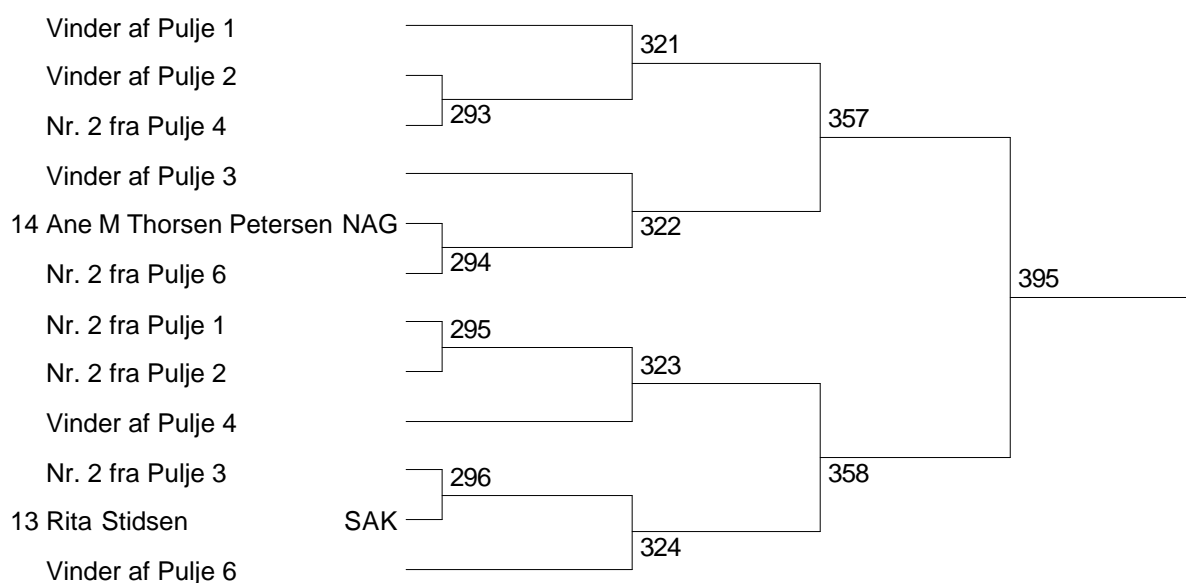 Vinder af Pulje 1
321
Vinder af Pulje 2
293
357
Nr. 2 fra Pulje 4
Vinder af Pulje 3
14 Ane M Thorsen Petersen NAG
322
294
Nr. 2 fra Pulje 6
395
Nr. 2 fra Pulje 1
295
323
Nr. 2 fra Pulje 2
Vinder af Pulje 4
Nr. 2 fra Pulje 3
296
358
13 Rita Stidsen SAK
324
Vinder af Pulje 6